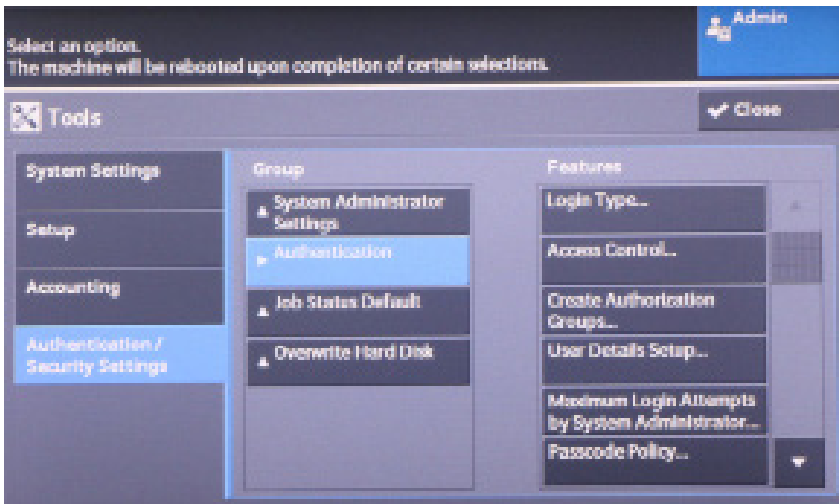 Select an option.
The machine will be rebooted upon completion of certain selections.
Admin
Tools
Close
System Settings
Setup
Accounting
Authentication /
Security Settings
Group
System Administrator
Settings
Authentication
Job Status Default
Overwrite Hard Disk
Features
Login Type...
Access Control...
Create Authorization
Groups...
User Details Setup...
Maximum Login Attempts
by System Administrator...
Passcode Policy...